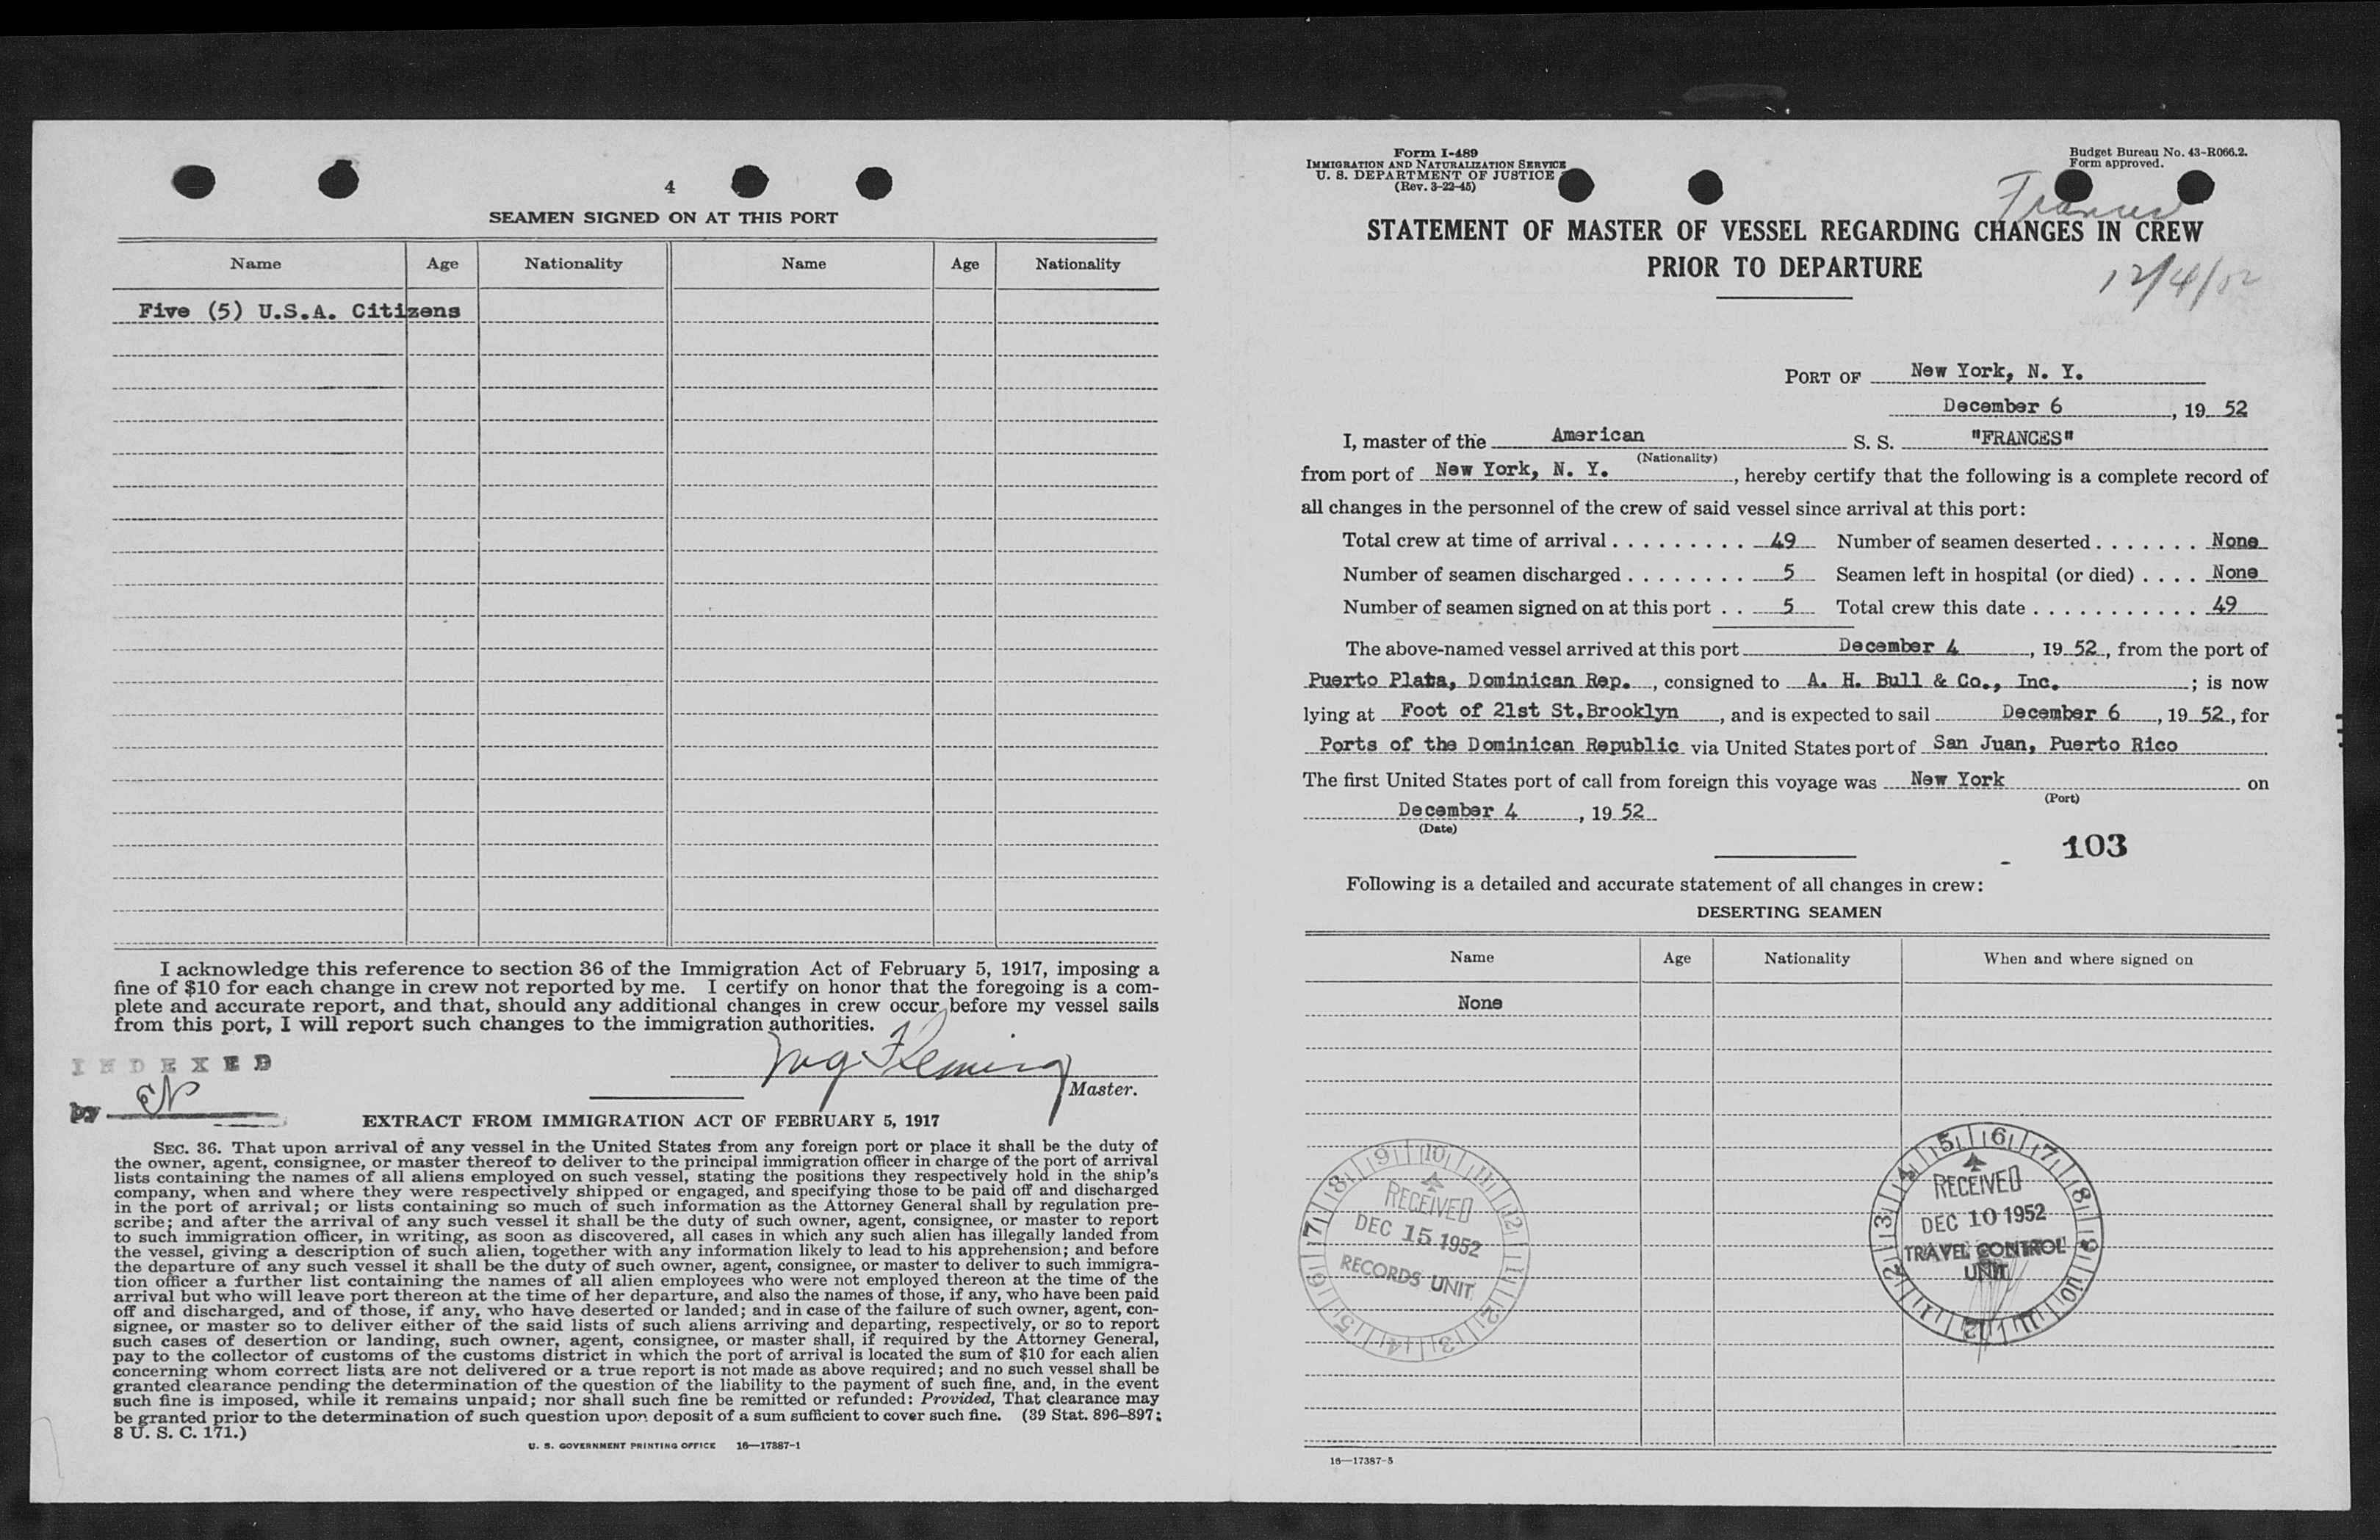 4
SEAMEN SIGNED ON AT THIS PORT
Name Age Nationality Name Age Nationality
Five (5) U.S.A. Citizens
I acknowledge this reference to section 36 of the Immigration Act of February 5, 1917, imposing a
fine of $10 for each change in crew not reported by me. I certify on honor that the foregoing is a com-
plete and accurate report, and that, should any additional changes in crew occur before my vessel sails
from this port, I will report such changes to the immigration authorities.
Fleming
Master.
INDEXED
by
EXTRACT FROM IMMIGRATION ACT OF FEBRUARY 5, 1917
SEC. 36. That upon arrival of any vessel in the United States from any foreign port or place it shall be the duty of
the owner, agent, consignee, or master thereof to deliver to the principal immigration officer in charge of the port of arrival
lists containing the names of all aliens employed on such vessel, stating the positions they respectively hold in the ship's
company, when and where they were respectively shipped or engaged, and specifying those to be paid off and discharged
in the port of arrival; or lists containing so much of such information as the Attorney General shall by regulation pre-
scribe; and after the arrival of any such vessel it shall be the duty of such owner, agent, consignee, or master to report
to such immigration officer, in writing, as soon as discovered, all cases in which any such alien has illegally landed from
the vessel, giving a description of such alien, together with any information likely to lead to his apprehension; and before
the departure of any such vessel it shall be the duty of such owner, agent, consignee, or master to deliver to such immigra-
tion officer a further list containing the names of all alien employees who were not employed thereon at the time of the
arrival but who will leave port thereon at the time of her departure, and also the names of those, if any, who have been paid
off and discharged, and of those, if any, who have deserted or landed; and in case of the failure of such owner, agent, con-
signee, or master so to deliver either of the said lists of such aliens arriving and departing, respectively, or so to report
such cases of desertion or landing, such owner, agent, consignee, or master shall, if required by the Attorney General,
pay to the collector of customs of the customs district in which the port of arrival is located the sum of $10 for each alien
concerning whom correct lists are not delivered or a true report is not made as above required; and no such vessel shall be
granted clearance pending the determination of the question of the liability to the payment of such fine, and, in the event
such fine is imposed, while it remains unpaid; nor shall such fine be remitted or refunded: Provided, That clearance may
be granted prior to the determination of such question upon deposit of a sum sufficient to cover such fine. (39 Stat. 896-897;
8 U. S. C. 171.)
U. S. GOVERNMENT PRINTING OFFICE 16—17387-1
Form I-489
IMMIGRATION AND NATURALIZATION SERVICE
U. S. DEPARTMENT OF JUSTICE
(Rev. 3-22-45)
Budget Bureau No. 43-R066.2.
Form approved.
Frances
STATEMENT OF MASTER OF VESSEL REGARDING CHANGES IN CREW
PRIOR TO DEPARTURE
12/4/52
PORT OF New York, N. Y.
December 6, 19 52
I, master of the American S. S. "FRANCES"
(Nationality)
from port of New York, N. Y., hereby certify that the following is a complete record of
all changes in the personnel of the crew of said vessel since arrival at this port:
Total crew at time of arrival . . . . . . . . . 49 Number of seamen deserted . . . . . . . None
Number of seamen discharged . . . . . . . . 5 Seamen left in hospital (or died) . . . . None
Number of seamen signed on at this port . . 5 Total crew this date . . . . . . . . . . . 49
The above-named vessel arrived at this port December 4, 19 52, from the port of
Puerto Plata, Dominican Rep., consigned to A. H. Bull & Co., Inc.; is now
lying at Foot of 21st St.Brooklyn, and is expected to sail December 6, 19 52, for
Ports of the Dominican Republic via United States port of San Juan, Puerto Rico
The first United States port of call from foreign this voyage was New York on
(Port)
December 4, 19 52
(Date)
103
Following is a detailed and accurate statement of all changes in crew:
DESERTING SEAMEN
Name Age Nationality When and where signed on
None
RECEIVED
DEC 15 1952
RECORDS UNIT
7 8 9 10 11 12 1 2 3 4 5 6
RECEIVED
DEC 10 1952
TRAVEL CONTROL
UNIT
1 2 3 4 5 6 7 8 9 10 11 12
16—17387-5